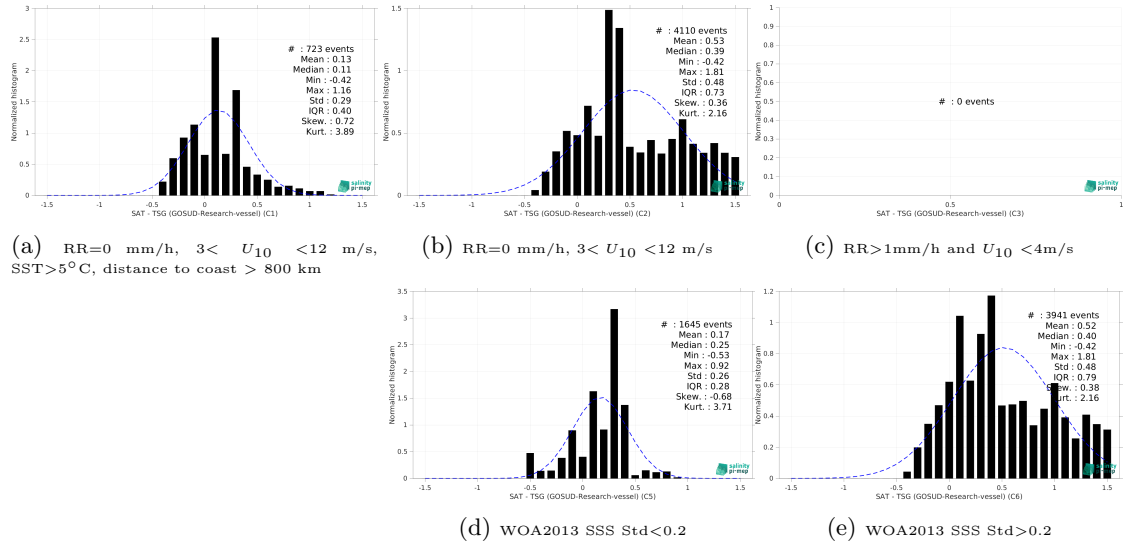 3
2.5
2
1.5
1
0.5
0
-1.5 -1 -0.5 0 0.5 1 1.5
Normalized histogram
SAT - TSG (GOSUD-Research-vessel) (C1)
# : 723 events
Mean : 0.13
Median : 0.11
Min : -0.42
Max : 1.16
Std : 0.29
IQR : 0.40
Skew. : 0.72
Kurt. : 3.89
salinity
pi-mep
1.5
1
0.5
0
-1.5 -1 -0.5 0 0.5 1 1.5
Normalized histogram
SAT - TSG (GOSUD-Research-vessel) (C2)
# : 4110 events
Mean : 0.53
Median : 0.39
Min : -0.42
Max : 1.81
Std : 0.48
IQR : 0.73
Skew. : 0.36
Kurt. : 2.16
salinity
pi-mep
1
0.9
0.8
0.7
0.6
0.5
0.4
0.3
0.2
0.1
0
0 0.5 1
Normalized histogram
SAT - TSG (GOSUD-Research-vessel) (C3)
# : 0 events
salinity
pi-mep
(a) RR=0 mm/h, 3< U10 <12 m/s,
SST>5°C, distance to coast > 800 km
(b) RR=0 mm/h, 3< U10 <12 m/s
(c) RR>1mm/h and U10 <4m/s
3.5
3
2.5
2
1.5
1
0.5
0
-1.5 -1 -0.5 0 0.5 1 1.5
Normalized histogram
SAT - TSG (GOSUD-Research-vessel) (C5)
# : 1645 events
Mean : 0.17
Median : 0.25
Min : -0.53
Max : 0.92
Std : 0.26
IQR : 0.28
Skew. : -0.68
Kurt. : 3.71
salinity
pi-mep
1.2
1
0.8
0.6
0.4
0.2
0
-1.5 -1 -0.5 0 0.5 1 1.5
Normalized histogram
SAT - TSG (GOSUD-Research-vessel) (C6)
# : 3941 events
Mean : 0.52
Median : 0.40
Min : -0.42
Max : 1.81
Std : 0.48
IQR : 0.79
Skew. : 0.38
Kurt. : 2.16
salinity
pi-mep
(d) WOA2013 SSS Std<0.2
(e) WOA2013 SSS Std>0.2